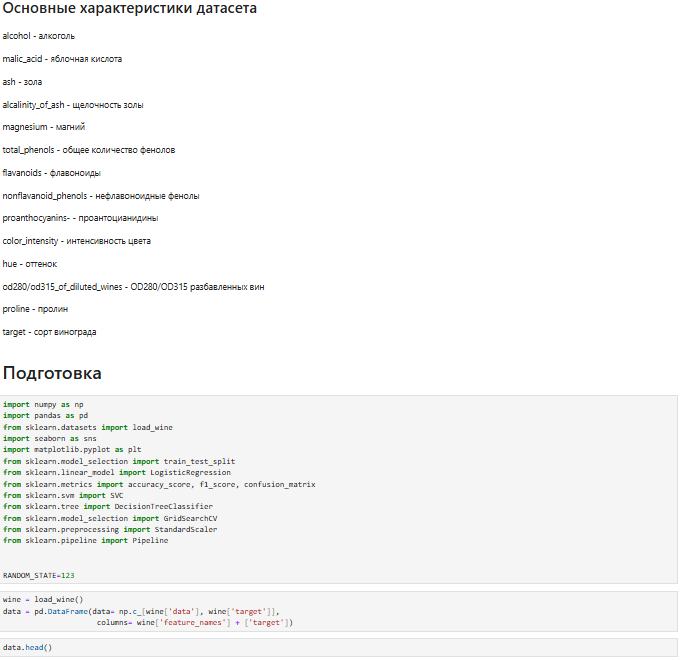 Основные характеристики датасета
alcohol - алкоголь
malic_acid - яблочная кислота
ash - зола
alcalinity_of_ash - щелочность золы
magnesium - магний
total_phenols - общее количество фенолов
flavanoids - флавоноиды
nonflavanoid_phenols - нефлавоноидные фенолы
proanthocyanins- - проантоцианидины
color_intensity - интенсивность цвета
hue - оттенок
od280/od315_of_diluted_wines - OD280/OD315 разбавленных вин
proline - пролин
target - сорт винограда
Подготовка
import numpy as np
import pandas as pd
from sklearn.datasets import load_wine
import seaborn as sns
import matplotlib.pyplot as plt
from sklearn.model_selection import train_test_split
from sklearn.linear_model import LogisticRegression
from sklearn.metrics import accuracy_score, f1_score, confusion_matrix
from sklearn.svm import SVC
from sklearn.tree import DecisionTreeClassifier
from sklearn.model_selection import GridSearchCV
from sklearn.preprocessing import StandardScaler
from sklearn.pipeline import Pipeline
RANDOM_STATE=123
wine = load_wine()
data = pd.DataFrame(data= np.c_[wine['data'], wine['target']],
columns= wine['feature_names'] + ['target'])
data.head()